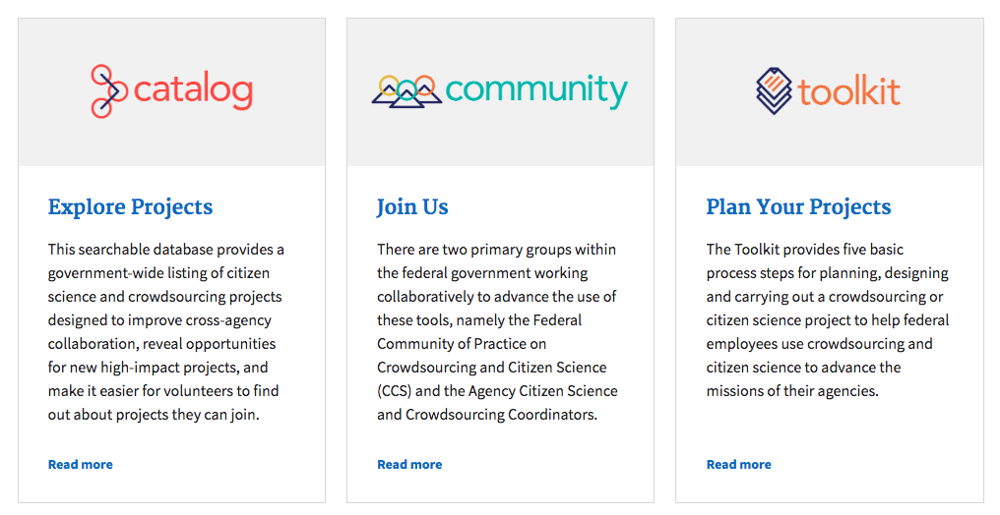 catalog
Explore Projects
This searchable database provides a
government-wide listing of citizen
science and crowdsourcing projects
designed to improve cross-agency
collaboration, reveal opportunities
for new high-impact projects, and
make it easier for volunteers to find
out about projects they can join.
Read more
community
Join Us
There are two primary groups within
the federal government working
collaboratively to advance the use of
these tools, namely the Federal
Community of Practice on
Crowdsourcing and Citizen Science
(CCS) and the Agency Citizen Science
and Crowdsourcing Coordinators.
Read more
toolkit
Plan Your Projects
The Toolkit provides five basic
process steps for planning, designing
and carrying out a crowdsourcing or
citizen science project to help federal
employees use crowdsourcing and
citizen science to advance the
missions of their agencies.
Read more